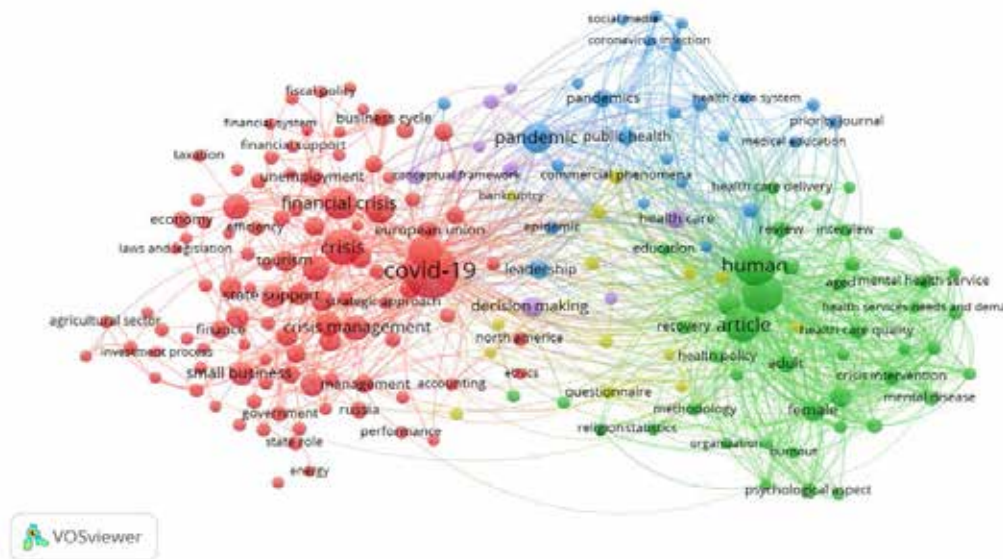 social media
coronavirus infection
fiscal policy
pandemics
health care system
financial system
business cycle
priority journal
financial support
pandemic
public health
medical education
taxation
unemployment
conceptual framework
commercial phenomena
health care delivery
bankruptcy
financial crisis
economy
efficiency
european union
epidemic
health care
review
interview
laws and legislation
crisis
education
tourism
covid-19
leadership
human
aged
mental health service
state support
strategic approach
decision making
health services needs and dema
agricultural sector
finance
crisis management
north america
recovery
article
health care quality
investment process
health policy
adult
small business
management
accounting
ethics
crisis intervention
questionnaire
mental disease
government
russia
methodology
female
state role
performance
religion
statistics
organization
burnout
energy
psychological aspect
VOSviewer